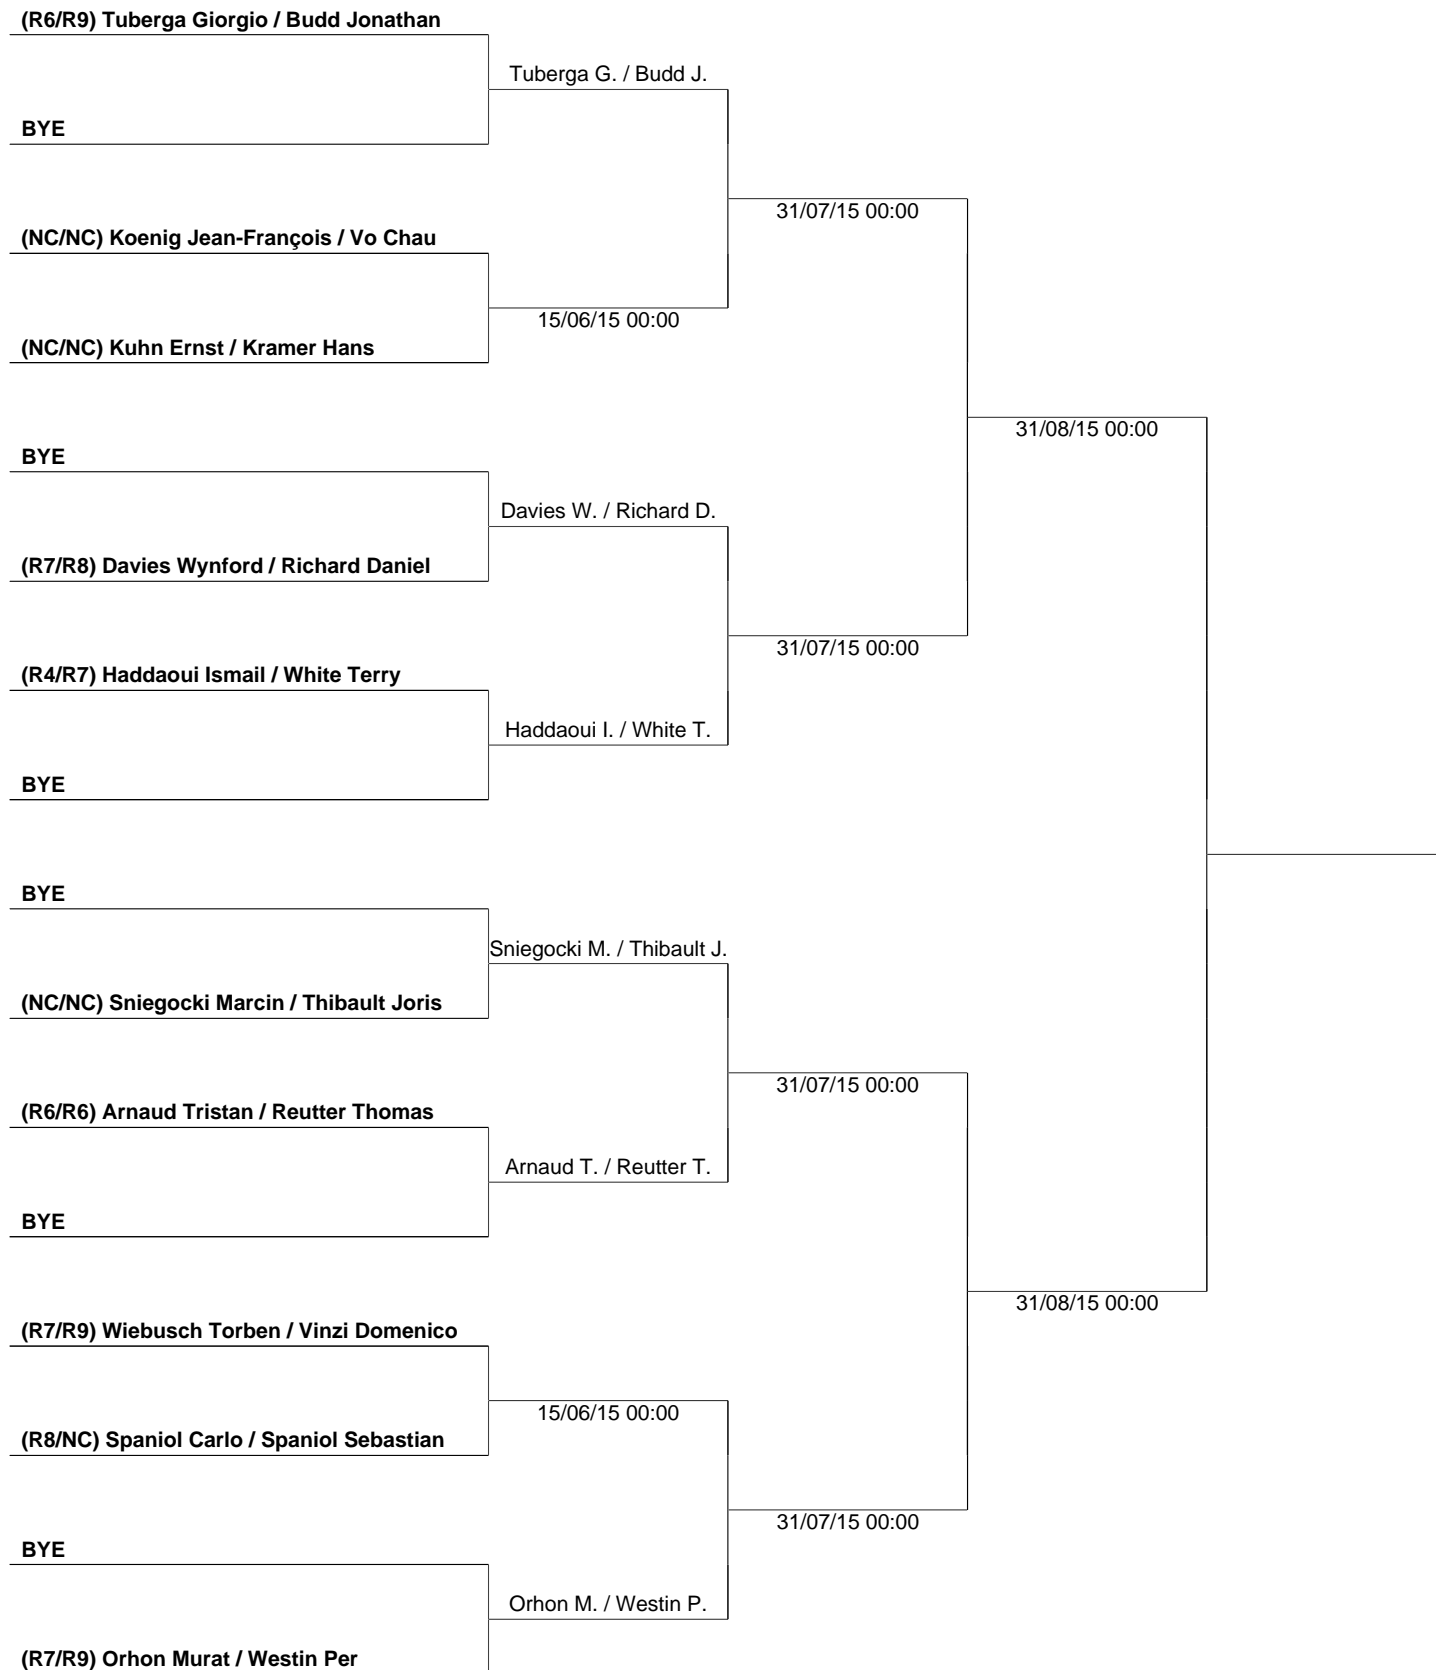 (R6/R9) Tuberga Giorgio / Budd Jonathan
Tuberga G. / Budd J.
BYE
31/07/15 00:00
(NC/NC) Koenig Jean-François / Vo Chau
15/06/15 00:00
(NC/NC) Kuhn Ernst / Kramer Hans
31/08/15 00:00
BYE
Davies W. / Richard D.
(R7/R8) Davies Wynford / Richard Daniel
31/07/15 00:00
(R4/R7) Haddaoui Ismail / White Terry
Haddaoui I. / White T.
BYE
BYE
Sniegocki M. / Thibault J.
(NC/NC) Sniegocki Marcin / Thibault Joris
31/07/15 00:00
(R6/R6) Arnaud Tristan / Reutter Thomas
Arnaud T. / Reutter T.
BYE
31/08/15 00:00
(R7/R9) Wiebusch Torben / Vinzi Domenico
15/06/15 00:00
(R8/NC) Spaniol Carlo / Spaniol Sebastian
31/07/15 00:00
BYE
Orhon M. / Westin P.
(R7/R9) Orhon Murat / Westin Per